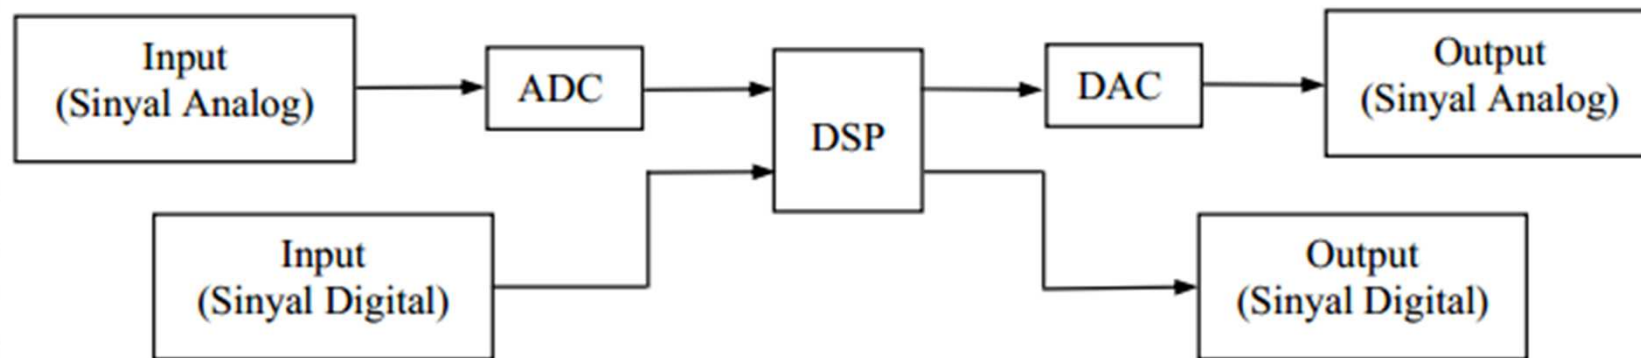 Input
(Sinyal Analog)
ADC
DSP
DAC
Output
(Sinyal Analog)
Input
(Sinyal Digital)
Output
(Sinyal Digital)